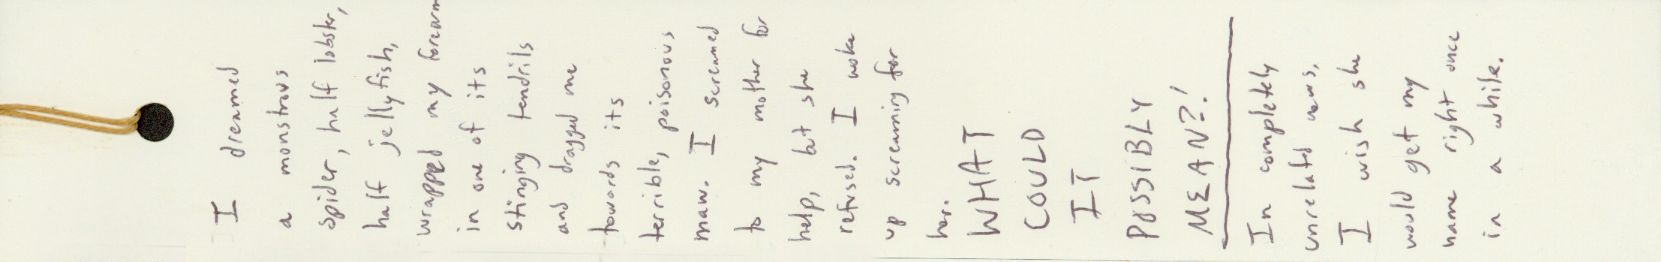 I dreamed
a monstrous
spider, half lobster,
half jellyfish,
wrapped my forearm
in one of its
stinging tendrils
and dragged me
towards its
terrible, poisonous
maw. I screamed
to my mother for
help, but she
refused. I woke
up screaming for
her.
WHAT
COULD
IT
POSSIBLY
MEAN?!
In completely
unrelated news,
I wish she
would get my
name right once
in a while.